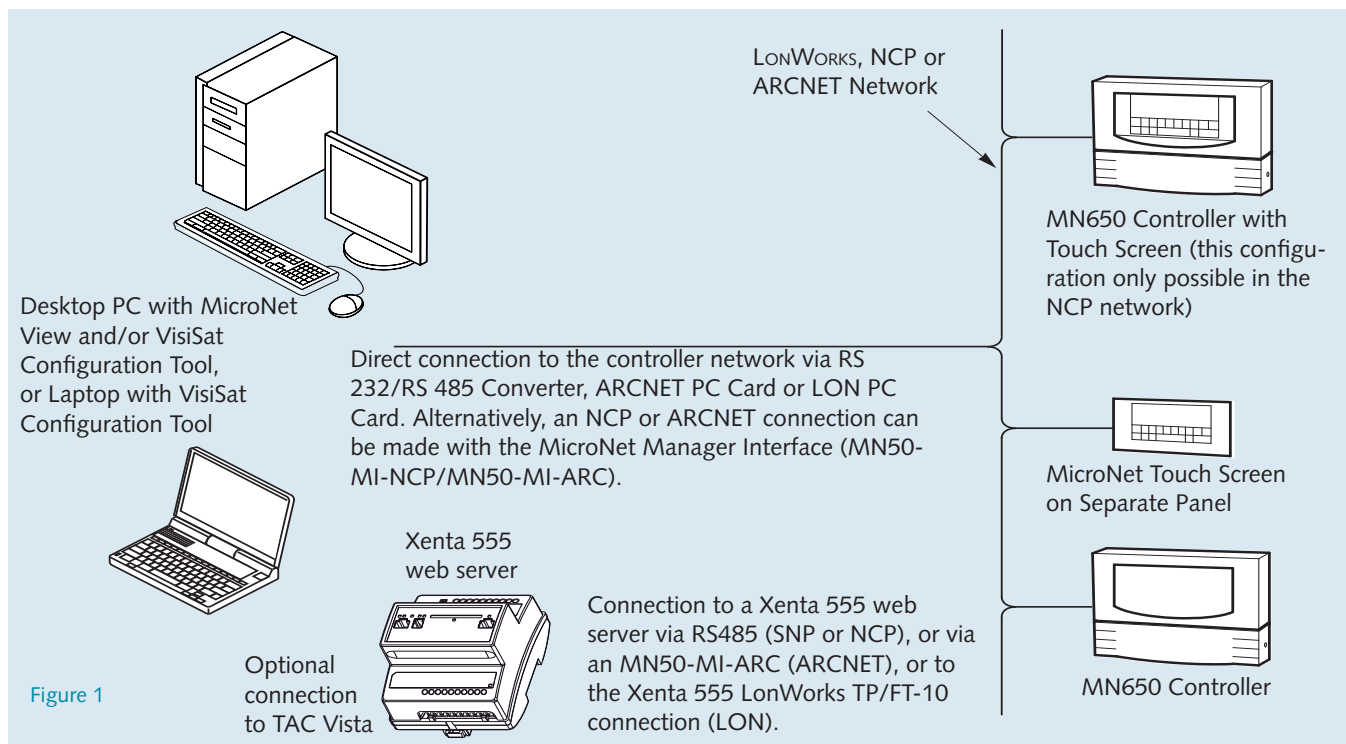 LonWorks, NCP or
ARCNET Network
MN650 Controller with
Touch Screen (this configu-
ration only possible in the
NCP network)
Desktop PC with MicroNet
View and/or VisiSat
Configuration Tool,
or Laptop with VisiSat
Configuration Tool
Direct connection to the controller network via RS
232/RS 485 Converter, ARCNET PC Card or LON PC
Card. Alternatively, an NCP or ARCNET connection can
be made with the MicroNet Manager Interface (MN50-
MI-NCP/MN50-MI-ARC).
MicroNet Touch Screen
on Separate Panel
Xenta 555
web server
Connection to a Xenta 555 web
server via RS485 (SNP or NCP), or via
an MN50-MI-ARC (ARCNET), or to
the Xenta 555 LonWorks TP/FT-10
connection (LON).
Optional
connection
to TAC Vista
MN650 Controller
Figure 1